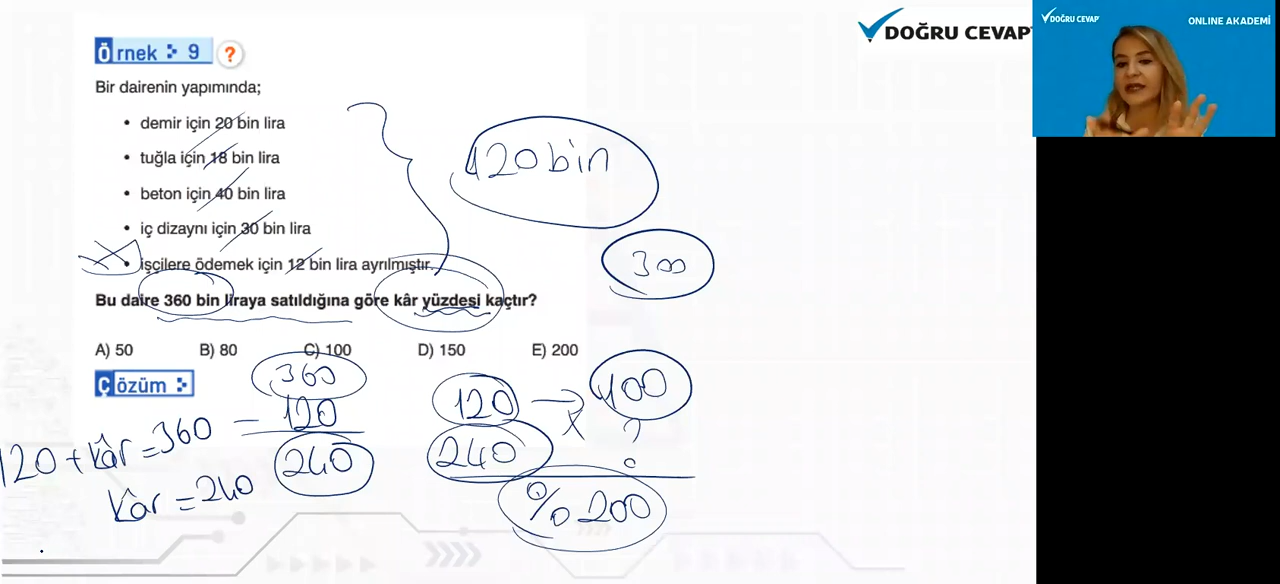 Örnek 9 ?
DOĞRU CEVAP
DOĞRU CEVAP
ONLINE AKADEMİ
Bir dairenin yapımında;
• demir için 20 bin lira
• tuğla için 18 bin lira
• beton için 40 bin lira
• iç dizaynı için 30 bin lira
• işçilere ödemek için 12 bin lira ayrılmıştır.
120 bin
300
Bu daire 360 bin liraya satıldığına göre kâr yüzdesi kaçtır?
A) 50 B) 80 C) 100 D) 150 E) 200
Çözüm
360
- 120
240
120 + kâr = 360
kâr = 240
120 → 100
240 ?
% 200